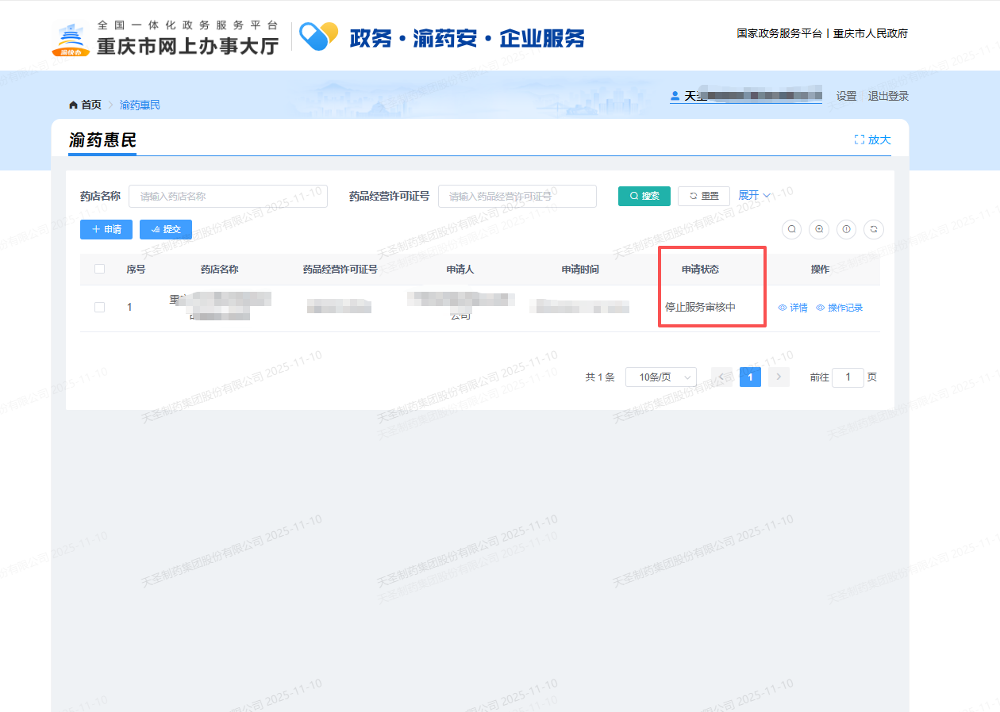 全国一体化政务服务平台
重庆市网上办事大厅
渝快办
政务·渝药安·企业服务
国家政务服务平台 | 重庆市人民政府
首页 > 渝药惠民
天圣
设置 退出登录
渝药惠民
放大
药店名称 请输入药店名称 药品经营许可证号 请输入药品经营许可证号 搜索 重置 展开
+ 申请 提交
序号 药店名称 药品经营许可证号 申请人 申请时间 申请状态 操作
1 重 停止服务审核中 详情 操作记录
公司
共 1 条 10条/页 < 1 > 前往 1 页
天圣制药集团股份有限公司 2025-11-10